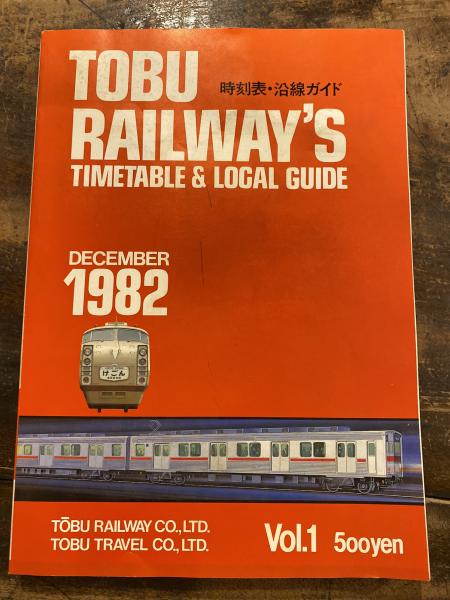 TOBU
時刻表・沿線ガイド
RAILWAY'S
TIMETABLE & LOCAL GUIDE
DECEMBER
1982
けごん
TŌBU RAILWAY CO.,LTD.
TOBU TRAVEL CO.,LTD.
Vol.1 500yen